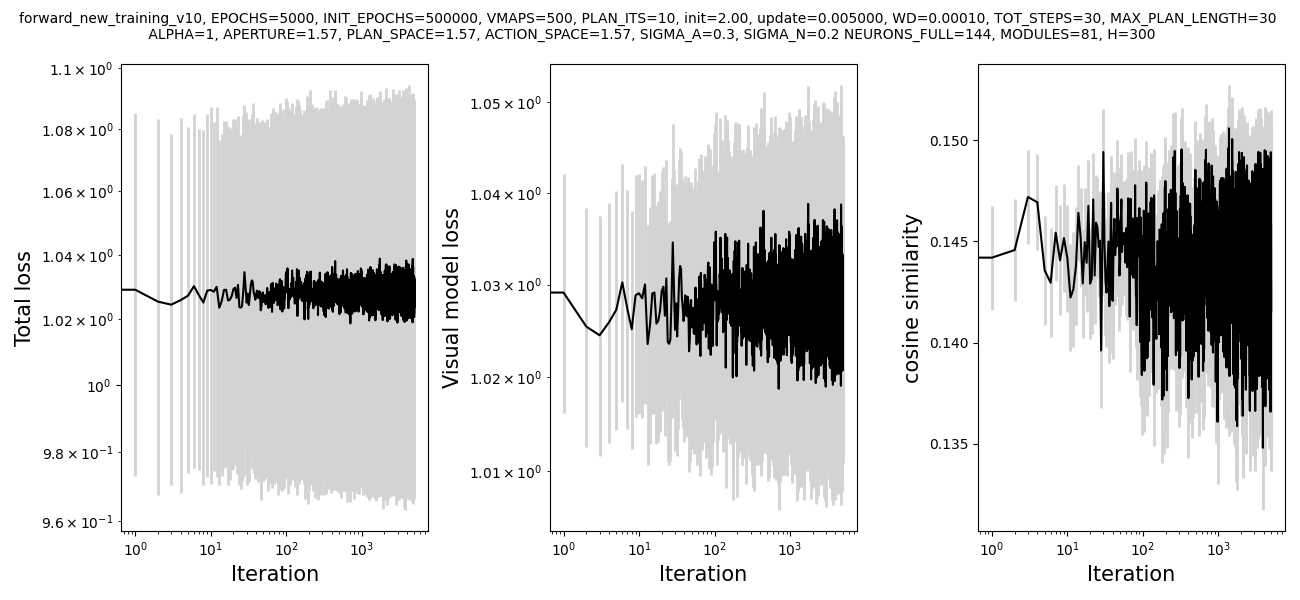 forward_new_training_v10, EPOCHS=5000, INIT_EPOCHS=500000, VMAPS=500, PLAN_ITS=10, init=2.00, update=0.005000, WD=0.00010, TOT_STEPS=30, MAX_PLAN_LENGTH=30
ALPHA=1, APERTURE=1.57, PLAN_SPACE=1.57, ACTION_SPACE=1.57, SIGMA_A=0.3, SIGMA_N=0.2 NEURONS_FULL=144, MODULES=81, H=300
Total loss
1.1 × 10⁰
1.08 × 10⁰
1.06 × 10⁰
1.04 × 10⁰
1.02 × 10⁰
10⁰
9.8 × 10⁻¹
9.6 × 10⁻¹
10⁰ 10¹ 10² 10³
Iteration
Visual model loss
1.05 × 10⁰
1.04 × 10⁰
1.03 × 10⁰
1.02 × 10⁰
1.01 × 10⁰
10⁰ 10¹ 10² 10³
Iteration
cosine similarity
0.150
0.145
0.140
0.135
10⁰ 10¹ 10² 10³
Iteration